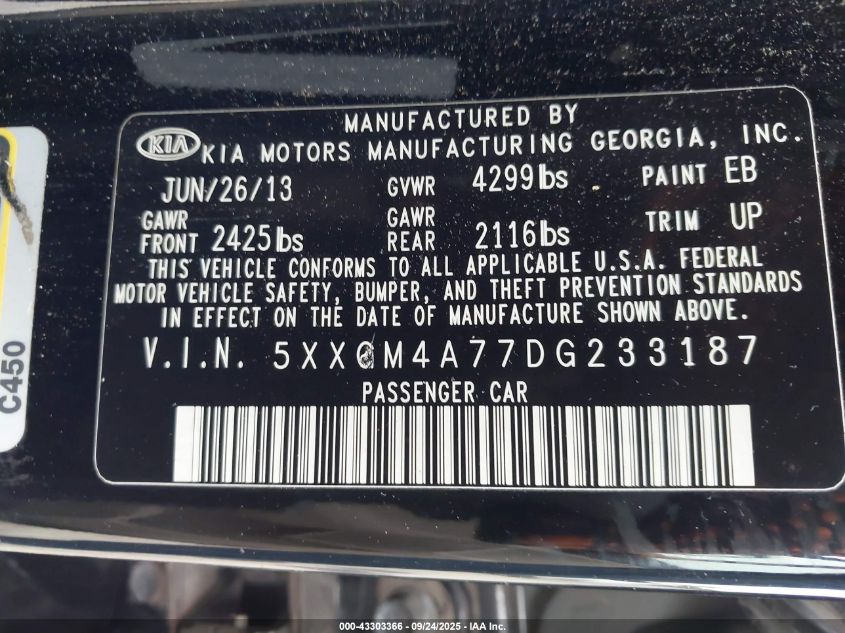 MANUFACTURED BY
KIA KIA MOTORS MANUFACTURING GEORGIA, INC.
JUN/26/13 GVWR 4299lbs PAINT EB
GAWR FRONT 2425lbs GAWR REAR 2116lbs TRIM UP
THIS VEHICLE CONFORMS TO ALL APPLICABLE U.S.A. FEDERAL
MOTOR VEHICLE SAFETY, BUMPER, AND THEFT PREVENTION STANDARDS
IN EFFECT ON THE DATE OF MANUFACTURE SHOWN ABOVE.
V.I.N. 5XXGM4A77DG233187
PASSENGER CAR
C450
000-43303366 - 09/24/2025 - IAA Inc.